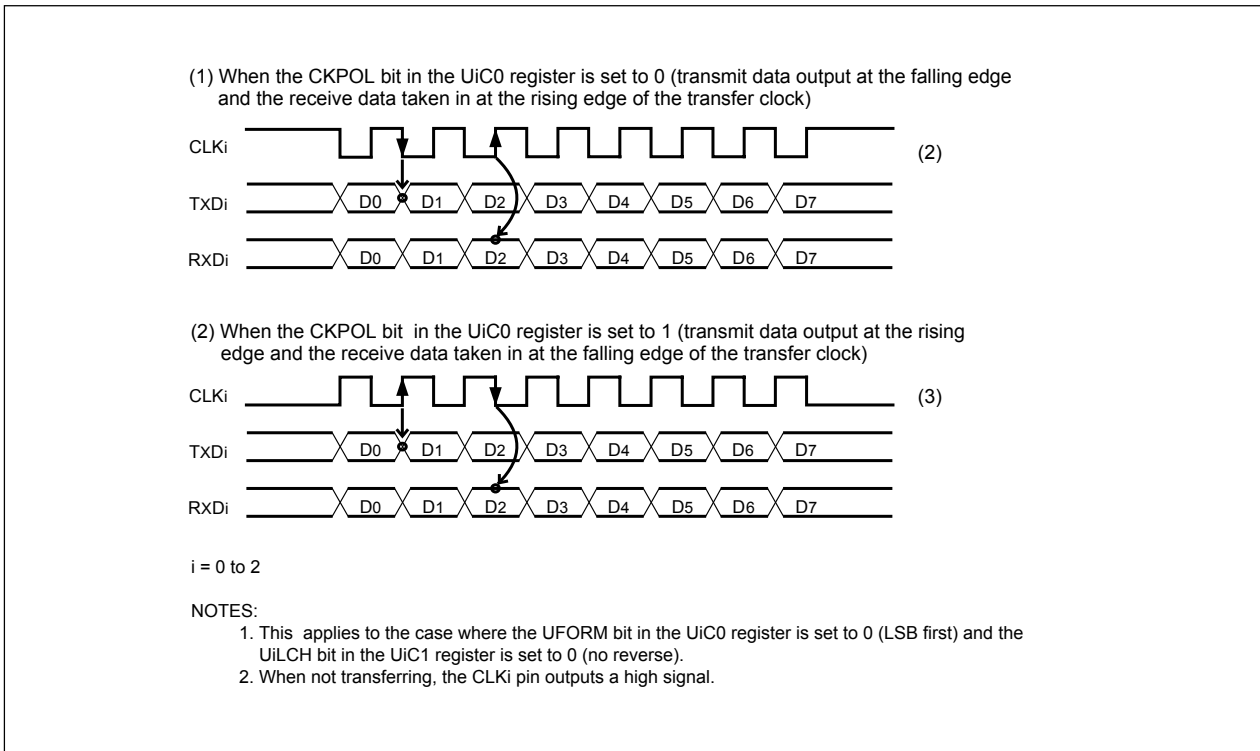 (1) When the CKPOL bit in the UiC0 register is set to 0 (transmit data output at the falling edge
and the receive data taken in at the rising edge of the transfer clock)
CLKi
(2)
TXDi D0 D1 D2 D3 D4 D5 D6 D7
RXDi D0 D1 D2 D3 D4 D5 D6 D7
(2) When the CKPOL bit in the UiC0 register is set to 1 (transmit data output at the rising
edge and the receive data taken in at the falling edge of the transfer clock)
CLKi
(3)
TXDi D0 D1 D2 D3 D4 D5 D6 D7
RXDi D0 D1 D2 D3 D4 D5 D6 D7
i = 0 to 2
NOTES:
1. This applies to the case where the UFORM bit in the UiC0 register is set to 0 (LSB first) and the
UiLCH bit in the UiC1 register is set to 0 (no reverse).
2. When not transferring, the CLKi pin outputs a high signal.